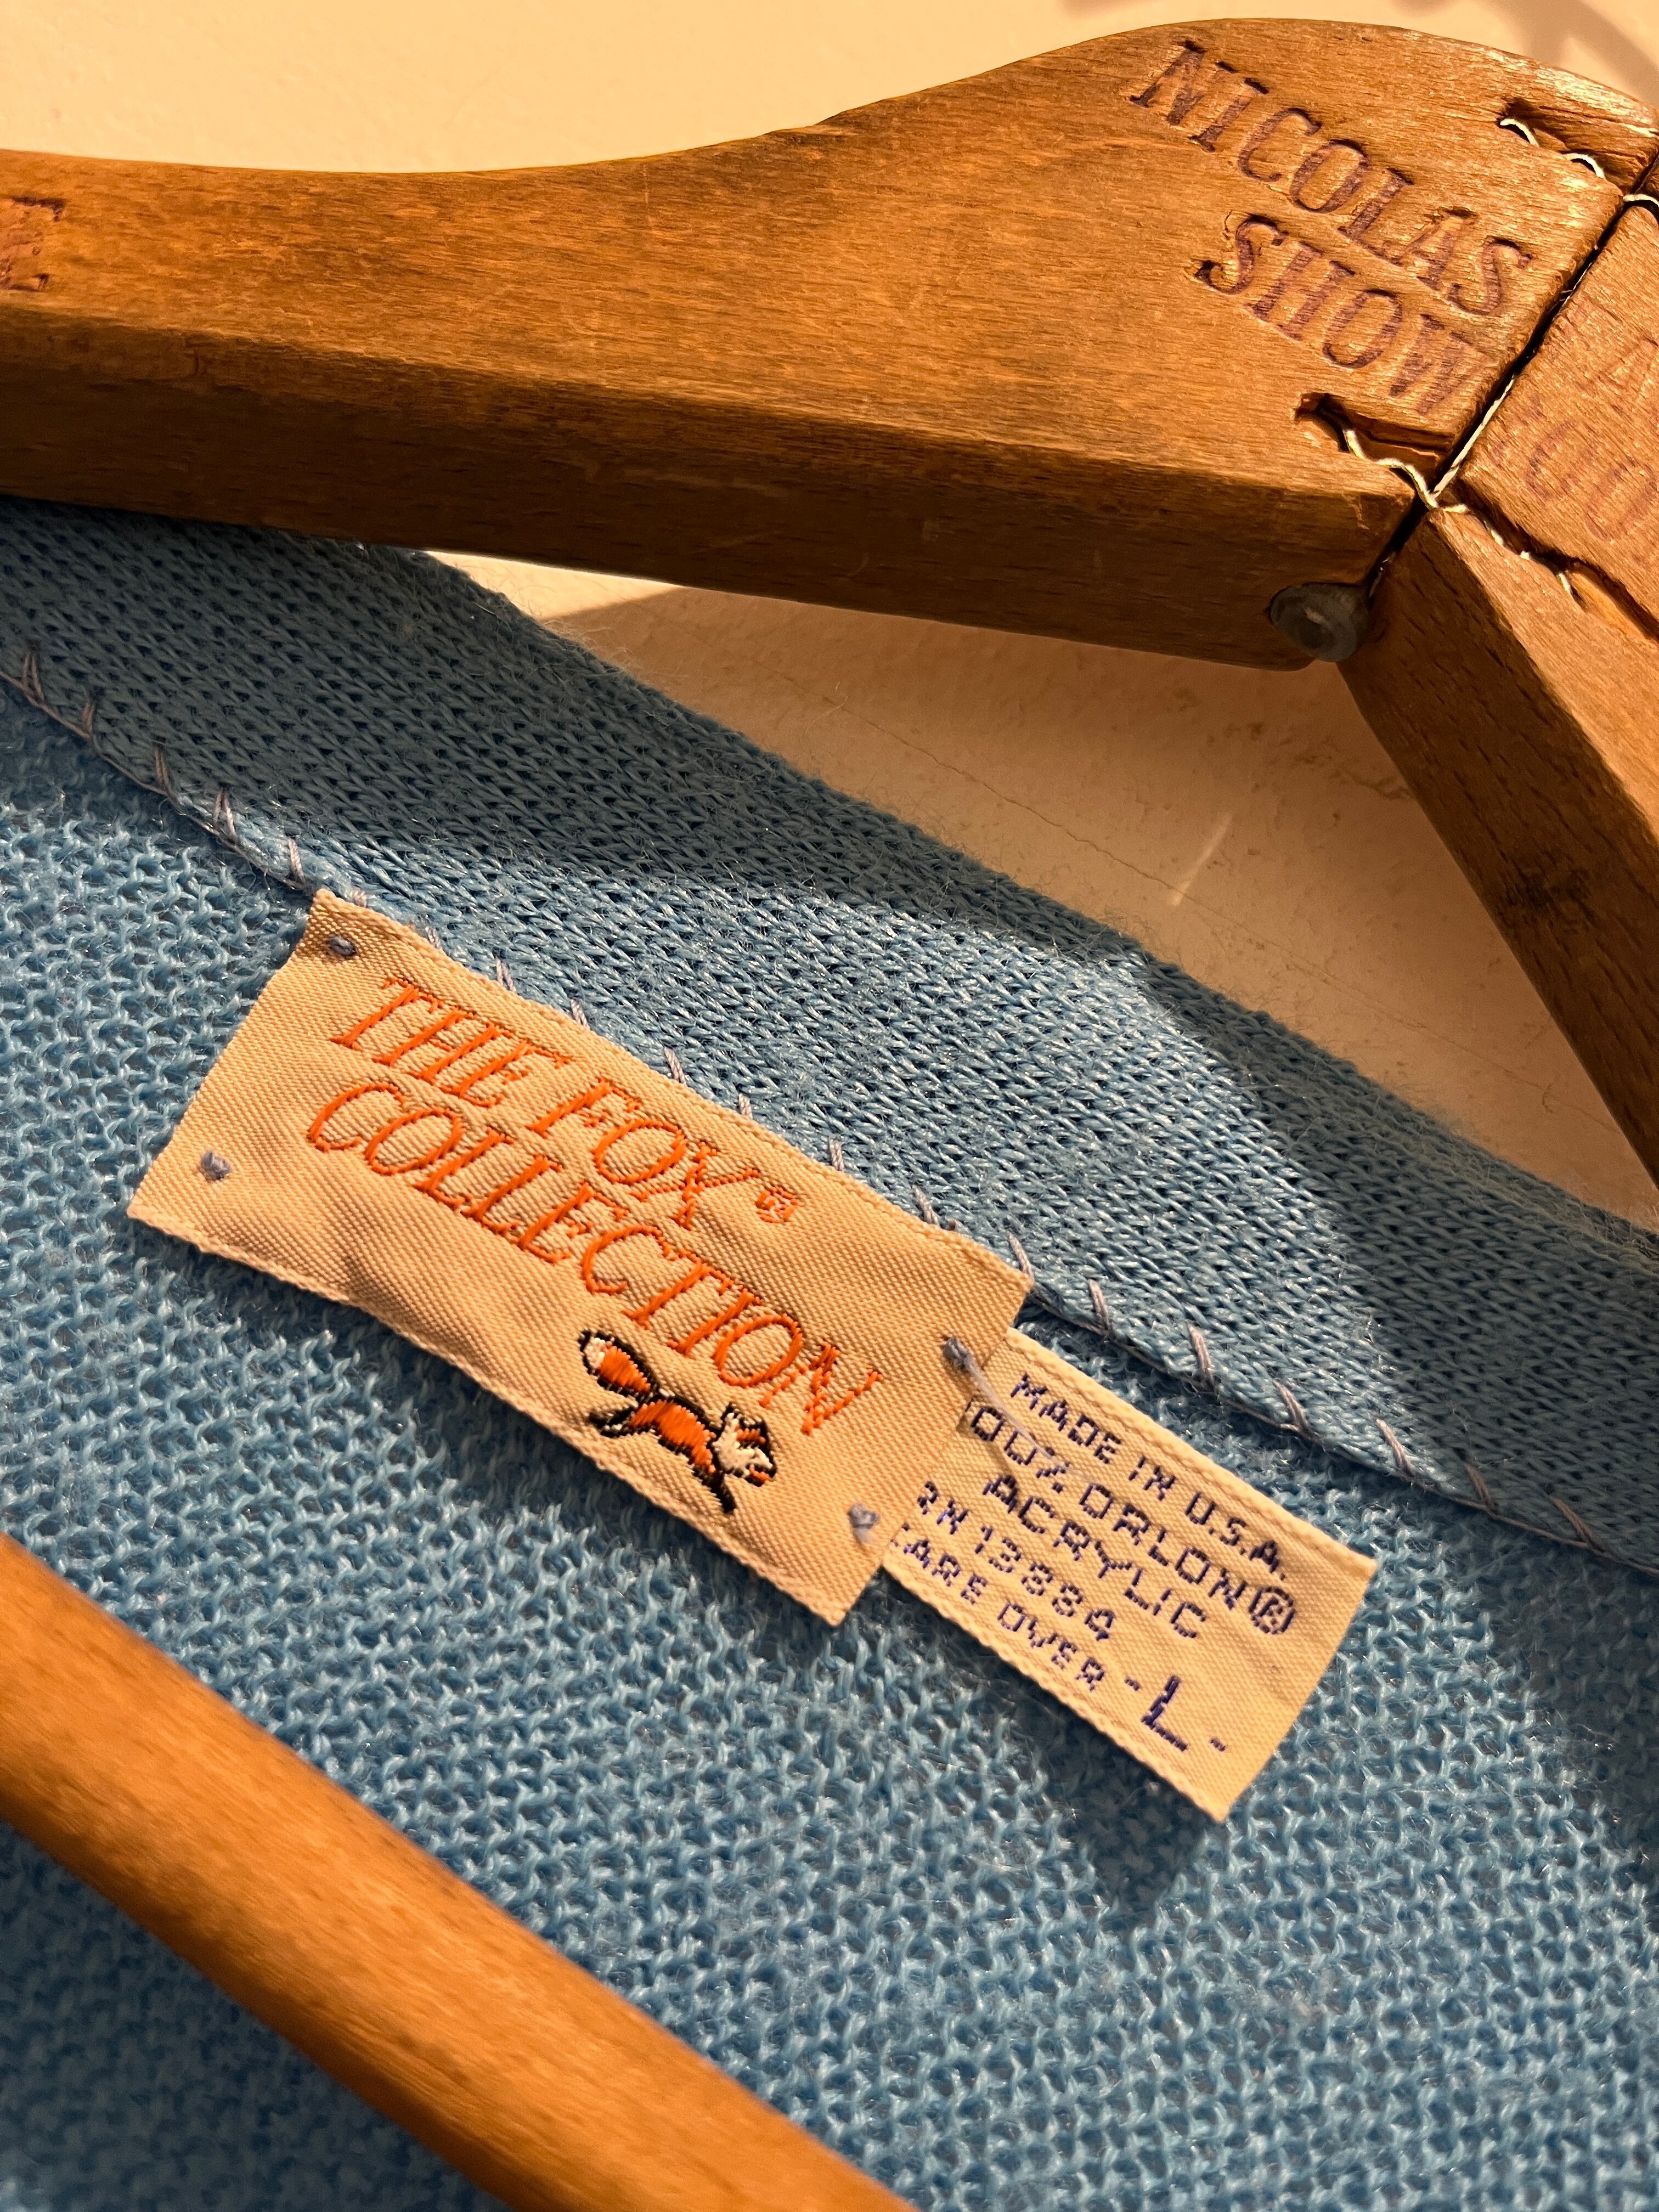 NICOLAS
SHOW
THE FOX®
COLLECTION
MADE IN U.S.A.
100% ORLON®
ACRYLIC
RN 13884
CARE OVER -L-